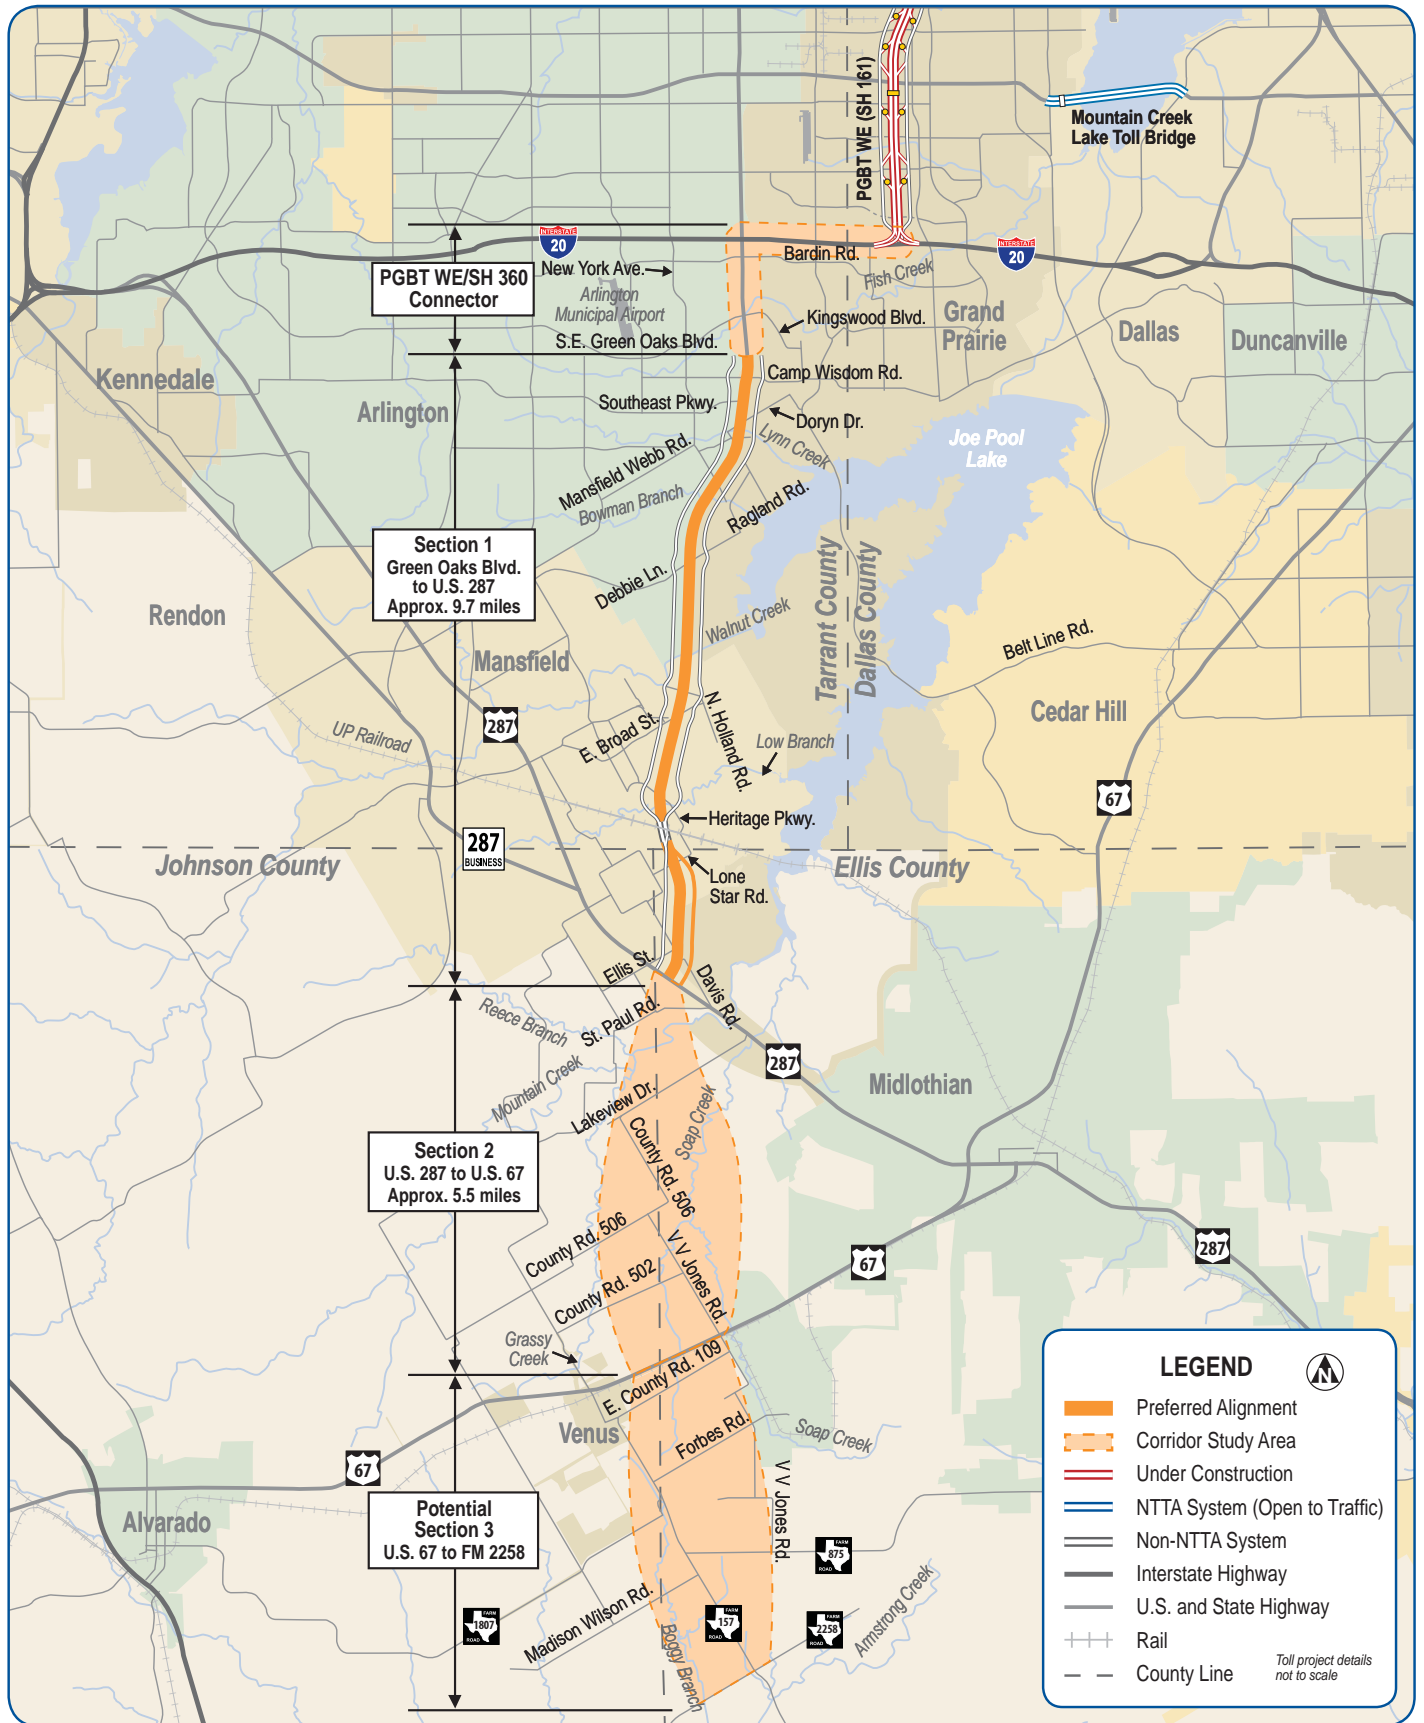 PGBT WE (SH 161)
Mountain Creek
Lake Toll Bridge
INTERSTATE
20
INTERSTATE
20
PGBT WE/SH 360
Connector
New York Ave.
Bardin Rd.
Fish Creek
Arlington
Municipal Airport
Kingswood Blvd.
Grand
Prairie
Dallas
Duncanville
S.E. Green Oaks Blvd.
Kennedale
Camp Wisdom Rd.
Arlington
Southeast Pkwy.
Doryn Dr.
Lynn Creek
Joe Pool
Lake
Mansfield Webb Rd.
Bowman Branch
Ragland Rd.
Section 1
Green Oaks Blvd.
to U.S. 287
Approx. 9.7 miles
Debbie Ln.
Tarrant County
Dallas County
Rendon
Walnut Creek
Belt Line Rd.
Mansfield
Cedar Hill
287
UP Railroad
E. Broad St.
N. Holland Rd.
Low Branch
67
Heritage Pkwy.
287
BUSINESS
Johnson County
Ellis County
Lone
Star Rd.
Ellis St.
Davis Rd.
Reece Branch
St. Paul Rd.
287
Midlothian
Mountain Creek
Lakeview Dr.
Soap Creek
County Rd. 506
Section 2
U.S. 287 to U.S. 67
Approx. 5.5 miles
County Rd. 506
V V Jones Rd.
287
67
County Rd. 502
Grassy
Creek
E. County Rd. 109
Venus
Forbes Rd.
Soap Creek
67
V V Jones Rd.
Alvarado
Potential
Section 3
U.S. 67 to FM 2258
FARM
875
ROAD
Madison Wilson Rd.
FARM
1807
ROAD
FARM
157
ROAD
FARM
2258
ROAD
Armstrong Creek
Boggy Branch
LEGEND
N
Preferred Alignment
Corridor Study Area
Under Construction
NTTA System (Open to Traffic)
Non-NTTA System
Interstate Highway
U.S. and State Highway
Rail
County Line
Toll project details
not to scale